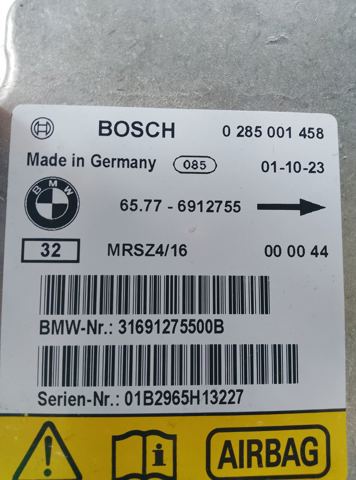 BOSCH 0 285 001 458
Made in Germany 085 01-10-23
BMW
65.77 - 6912755
32 MRSZ4/16 00 00 44
BMW-Nr.: 31691275500B
Serien-Nr.: 01B2965H13227
! i AIRBAG